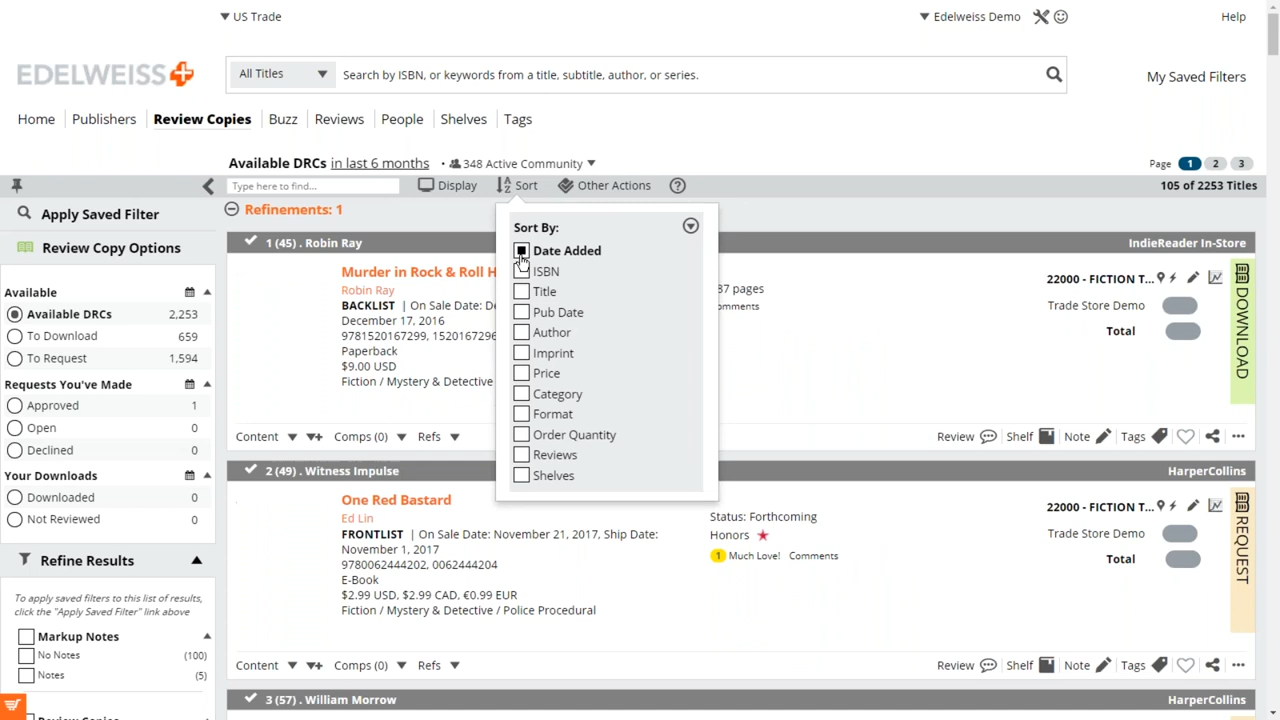 US Trade
Edelweiss Demo
Help
EDELWEISS
All Titles
Search by ISBN, or keywords from a title, subtitle, author, or series.
My Saved Filters
Home
Publishers
Review Copies
Buzz
Reviews
People
Shelves
Tags
Available DRCs in last 6 months • 348 Active Community
Page 1 2 3
Type here to find...
Display
Sort
Other Actions
105 of 2253 Titles
Apply Saved Filter
Review Copy Options
Available
Available DRCs 2,253
To Download 659
To Request 1,594
Requests You've Made
Approved 1
Open 0
Declined 0
Your Downloads
Downloaded 0
Not Reviewed 0
Refine Results
To apply saved filters to this list of results,
click the "Apply Saved Filter" link above
Markup Notes
No Notes (100)
Notes (5)
Refinements: 1
Sort By:
Date Added
ISBN
Title
Pub Date
Author
Imprint
Price
Category
Format
Order Quantity
Reviews
Shelves
1 (45) . Robin Ray
IndieReader In-Store
Murder in Rock & Roll H
Robin Ray
BACKLIST | On Sale Date: De
December 17, 2016
9781520167299, 152016729
Paperback
$9.00 USD
Fiction / Mystery & Detective
87 pages
omments
22000 - FICTION T...
Trade Store Demo
Total
DOWNLOAD
Content
Comps (0)
Refs
Review
Shelf
Note
Tags
2 (49) . Witness Impulse
HarperCollins
One Red Bastard
Ed Lin
FRONTLIST | On Sale Date: November 21, 2017, Ship Date:
November 1, 2017
9780062444202, 0062444204
E-Book
$2.99 USD, $2.99 CAD, €0.99 EUR
Fiction / Mystery & Detective / Police Procedural
Status: Forthcoming
Honors
1 Much Love! Comments
22000 - FICTION T...
Trade Store Demo
Total
REQUEST
Content
Comps (0)
Refs
Review
Shelf
Note
Tags
3 (57) . William Morrow
HarperCollins